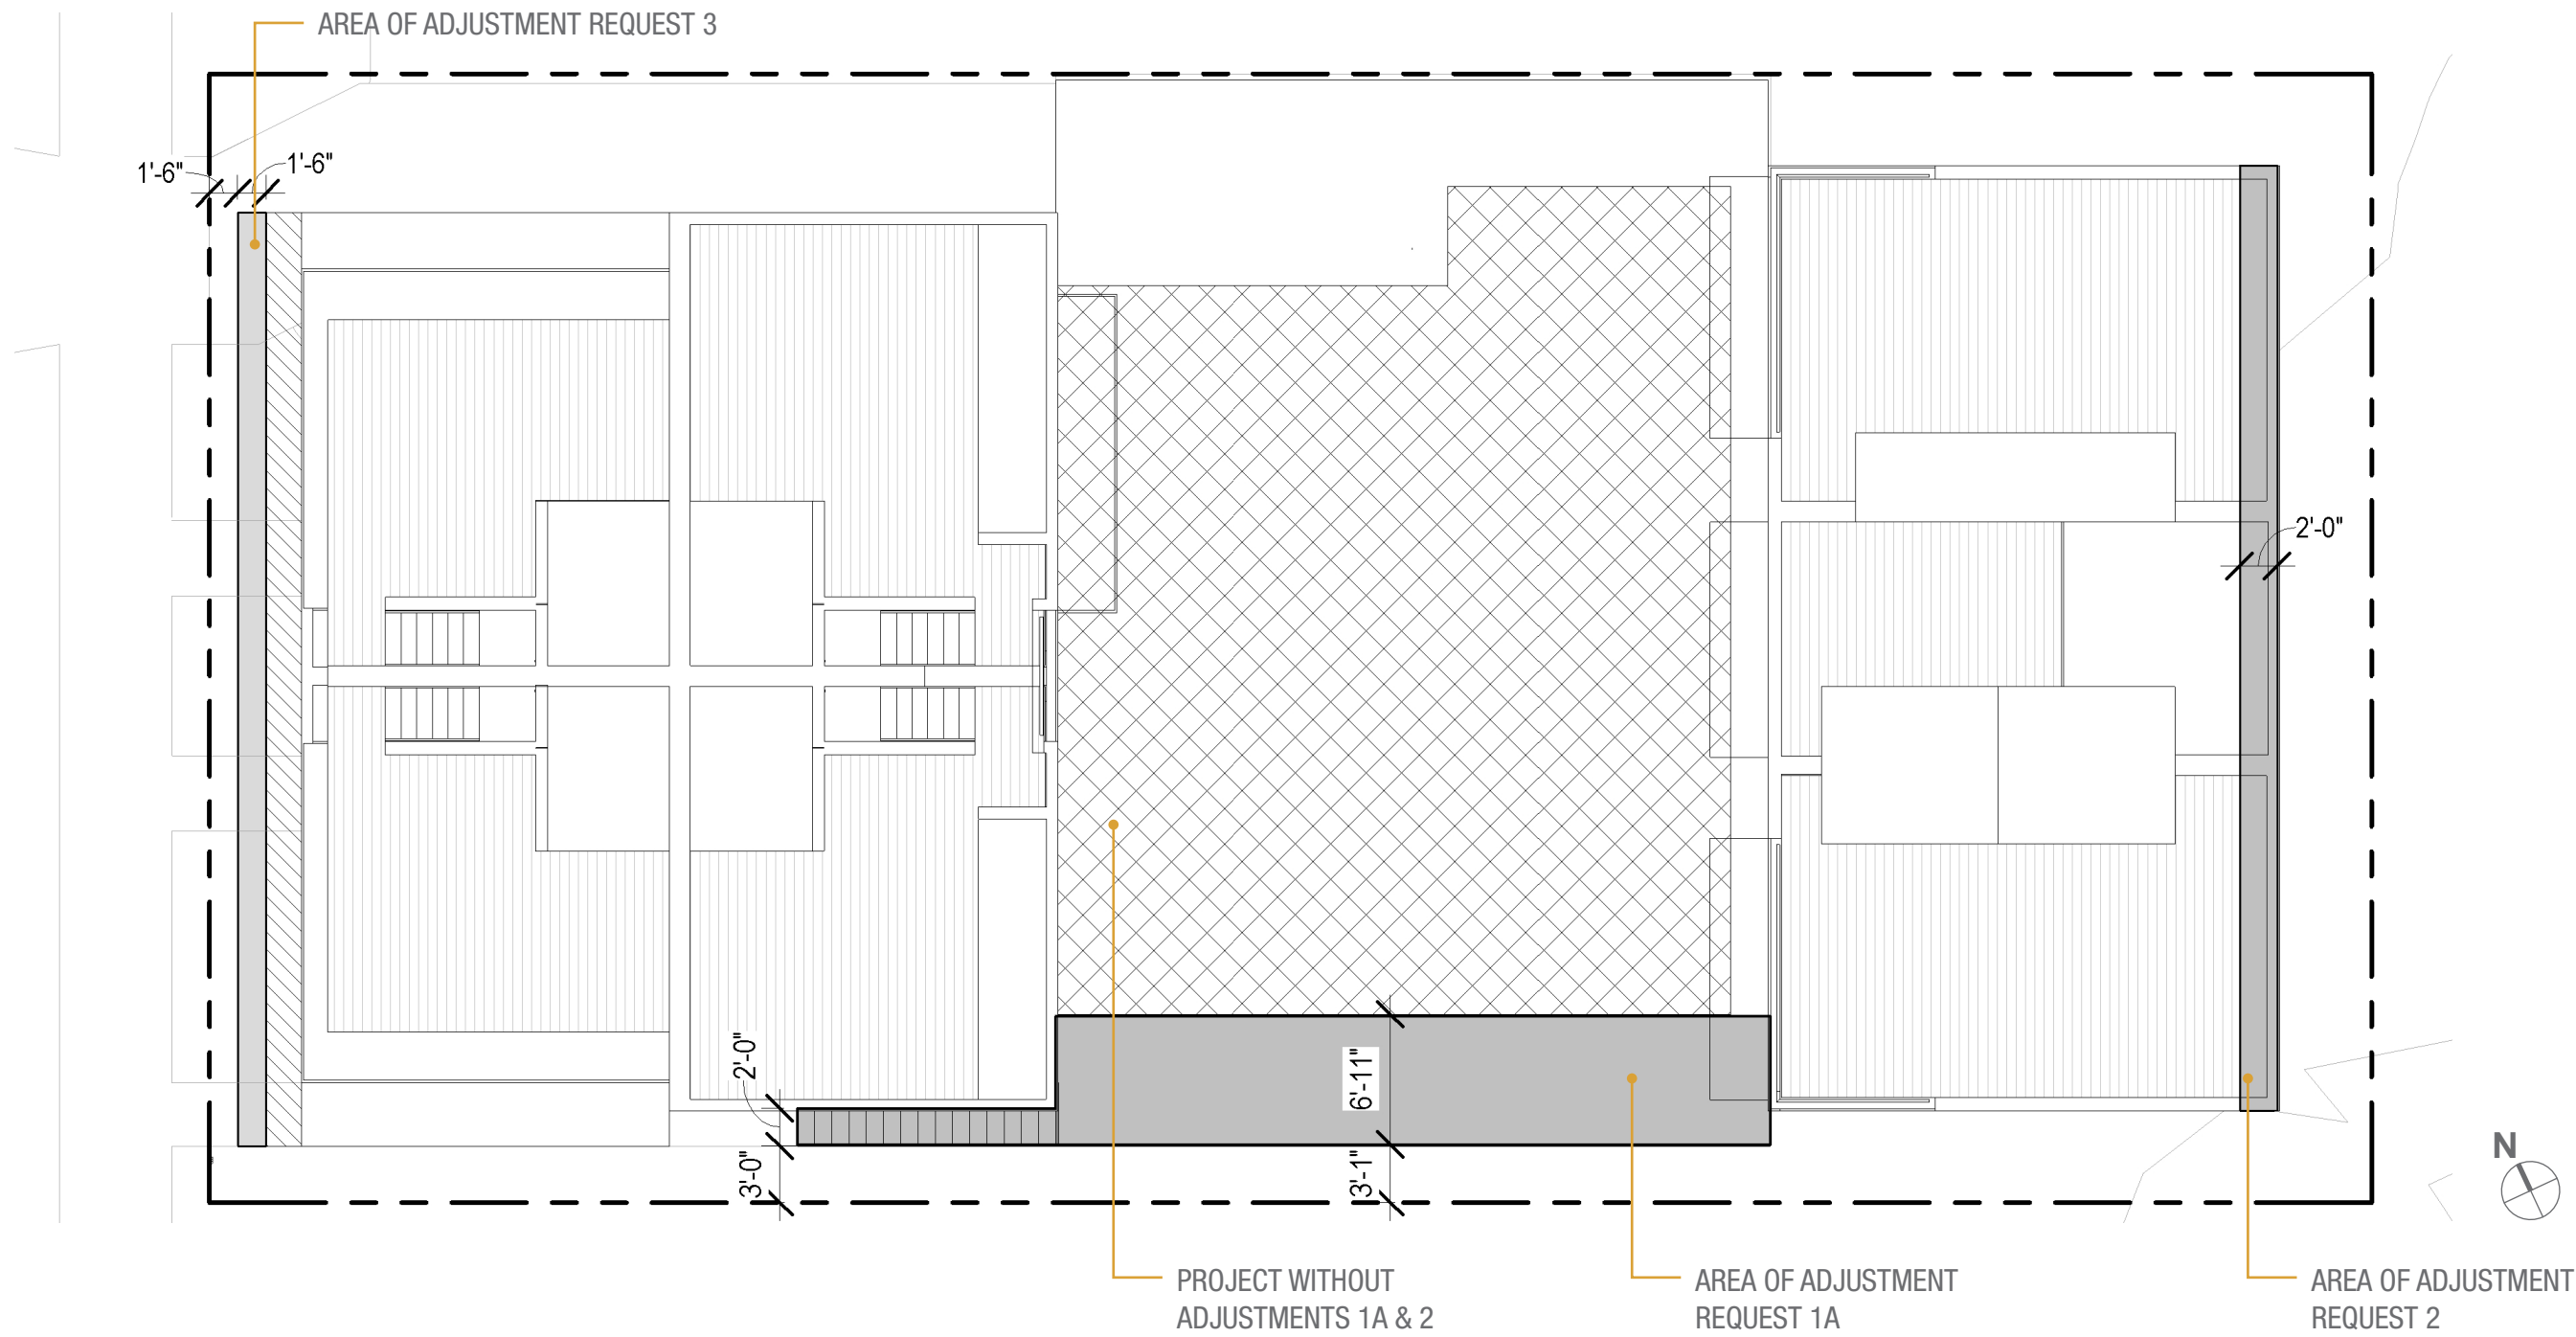 AREA OF ADJUSTMENT REQUEST 3
1'-6"
1'-6"
2'-0"
2'-0"
6'-11"
3'-0"
3'-1"
N
PROJECT WITHOUT
ADJUSTMENTS 1A & 2
AREA OF ADJUSTMENT
REQUEST 1A
AREA OF ADJUSTMENT
REQUEST 2